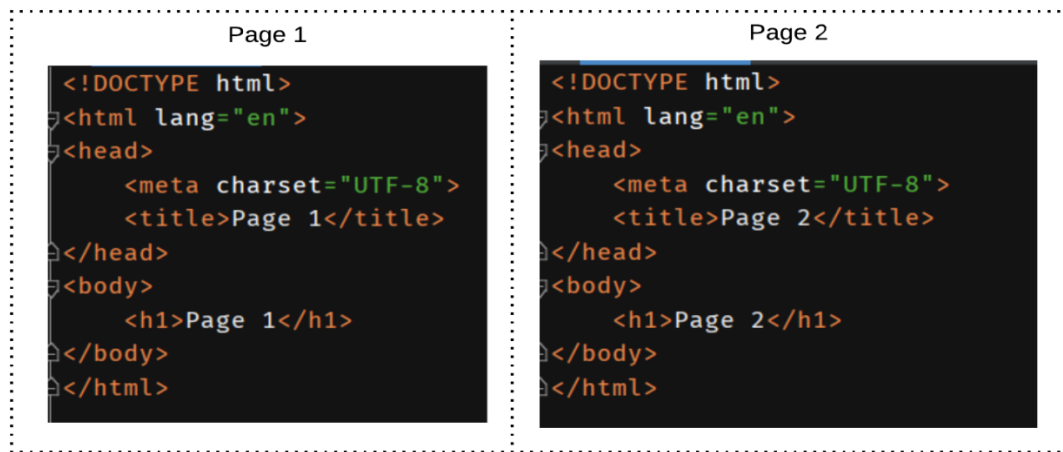 Page 1
<!DOCTYPE html>
<html lang="en">
<head>
<meta charset="UTF-8">
<title>Page 1</title>
</head>
<body>
<h1>Page 1</h1>
</body>
</html>
Page 2
<!DOCTYPE html>
<html lang="en">
<head>
<meta charset="UTF-8">
<title>Page 2</title>
</head>
<body>
<h1>Page 2</h1>
</body>
</html>